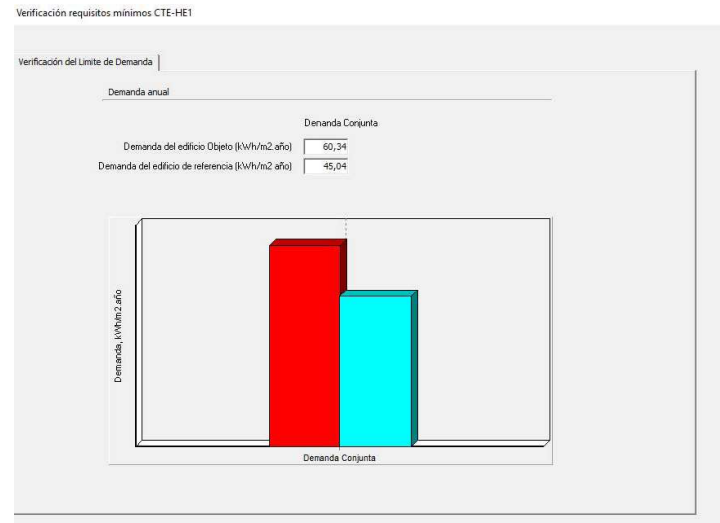 Verificación requisitos mínimos CTE-HE1
Verificación del Limite de Demanda
Demanda anual
Denanda Conjunta
Demanda del edificio Objeto (kWh/m2.año) 60,34
Demanda del edificio de referencia (kWh/m2 año) 45,04
Demanda, kWh/m2.año
Demanda Conjunta